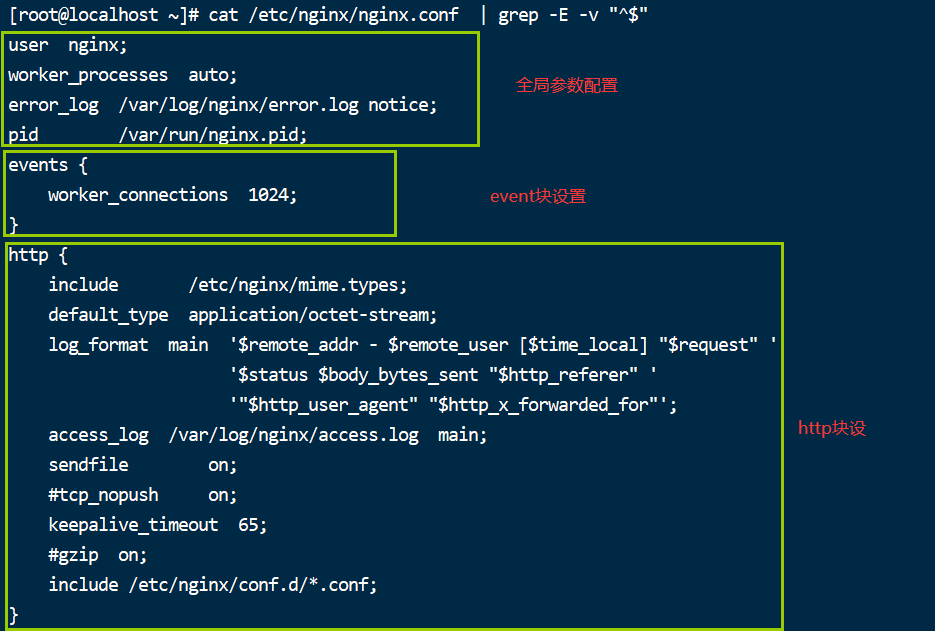 [root@localhost ~]# cat /etc/nginx/nginx.conf  | grep -E -v "^$"
user  nginx;
worker_processes  auto;
全局参数配置
error_log  /var/log/nginx/error.log notice;
pid        /var/run/nginx.pid;
events {
    worker_connections  1024;
event块设置
}
http {
    include       /etc/nginx/mime.types;
    default_type  application/octet-stream;
    log_format  main  '$remote_addr - $remote_user [$time_local] "$request" '
                      '$status $body_bytes_sent "$http_referer" '
                      '"$http_user_agent" "$http_x_forwarded_for"';
http块设
    access_log  /var/log/nginx/access.log  main;
    sendfile        on;
    #tcp_nopush     on;
    keepalive_timeout  65;
    #gzip  on;
    include /etc/nginx/conf.d/*.conf;
}